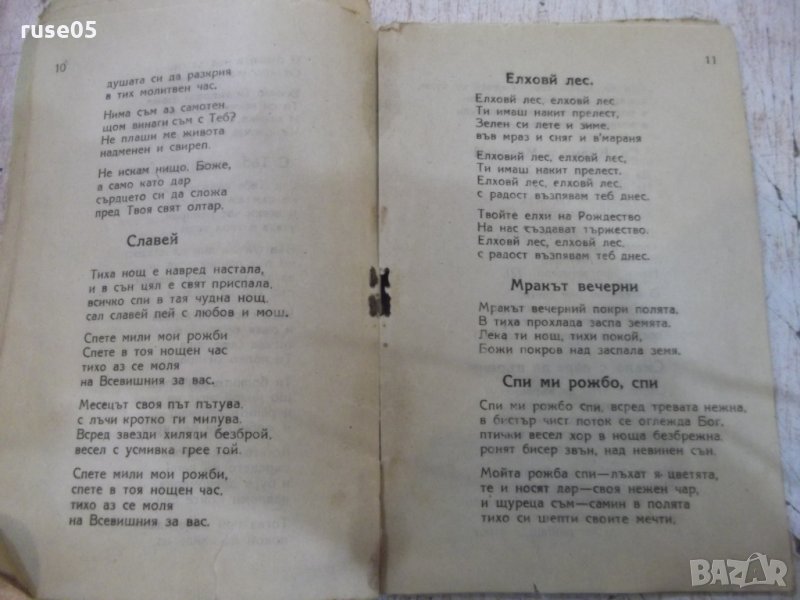 ruse05
10
душата си да разкрия
в тих молитвен час.
Нима съм аз самотен.
щом винаги съм с Теб?
Не плаши ме живота
надменен и свиреп.
Не искам нищо. Боже,
а само като дар
сърдцето си да сложа
пред Твоя свят олтар.
Славей
Тиха нощ е навред настала,
и в сън цял е свят приспала,
всичко спи в тая чудна нощ,
сал славей пей с любов и мощ.
Спете мили мои рожби
Спете в тоя нощен час
тихо аз се моля
на Всевишния за вас.
Месецът своя път пътува.
с лъчи кротко ги милува.
Всред звезди хиляди безброй,
весел с усмивка грее той.
Спете мили мои рожби,
спете в тоя нощен час,
тихо аз се моля
на Всевишния за вас.
11
Елховй лес.
Елховй лес, елховй лес
Ти имаш накит прелест,
Зелен си лете и зиме,
във мраз и сняг и в'мараня
Елховий лес, елховй лес,
Ти имаш накит прелест.
Елховй лес, елховй лес.
с радост възпявам теб днес.
Твойте елхи на Рождество
На нас създават тържество.
Елховй лес, елховй лес,
с радост възпявам теб днес.
Мракът вечерни
Мракът вечерний покри полята,
В тиха прохлада заспа земята.
Лека ти нощ, тихи покой,
Божи покров над заспала земя.
Спи ми рожбо, спи
Спи ми рожбо спи, всред тревата нежна,
в бистър чист поток се оглежда Бог.
птички весел хор в ноща безбрежна.
ронят бисер звън, над невинен сън.
Мойта рожба спи—лъхат я цветята,
те и носят дар—своя нежен чар,
и щуреца съм—самин в полята
тихо си шепти своите мечти,
BAZAR
bazar.bg